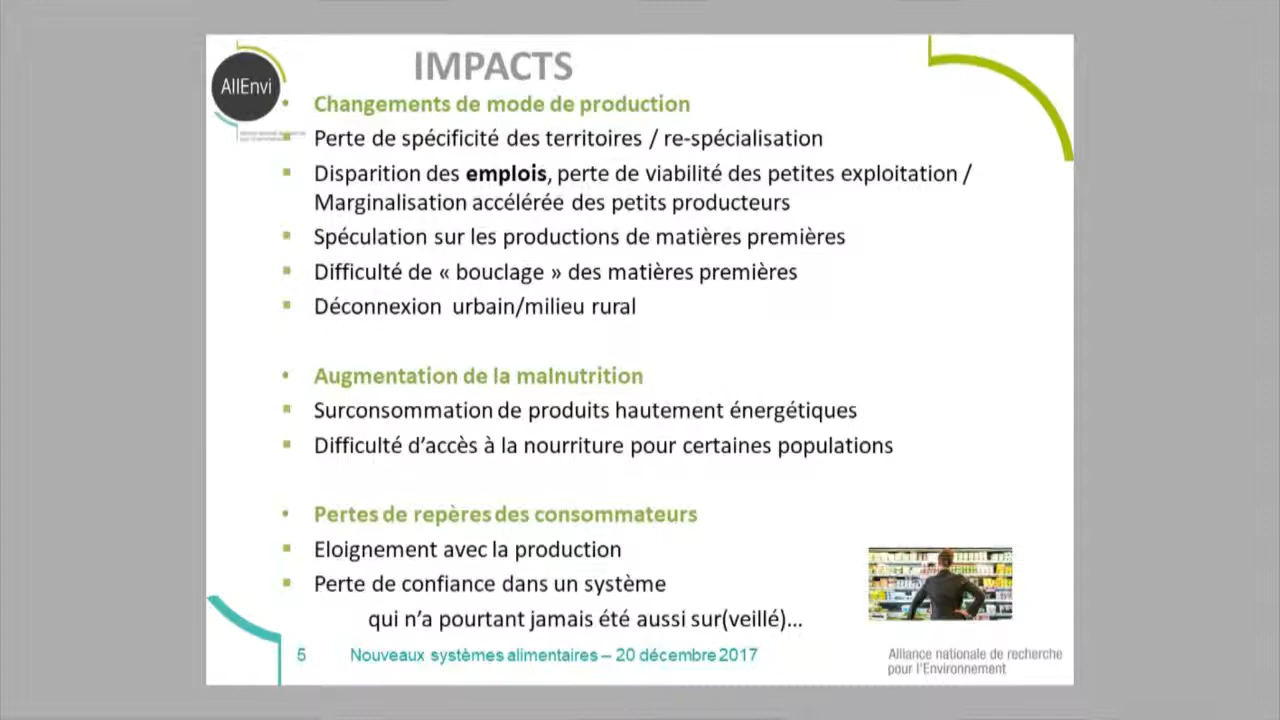 AllEnvi
IMPACTS
Changements de mode de production
Perte de spécificité des territoires / re-spécialisation
Disparition des emplois, perte de viabilité des petites exploitation /
Marginalisation accélérée des petits producteurs
Spéculation sur les productions de matières premières
Difficulté de « bouclage » des matières premières
Déconnexion urbain/milieu rural
Augmentation de la malnutrition
Surconsommation de produits hautement énergétiques
Difficulté d’accès à la nourriture pour certaines populations
Pertes de repères des consommateurs
Eloignement avec la production
Perte de confiance dans un système
qui n’a pourtant jamais été aussi sur(veillé)…
5 Nouveaux systèmes alimentaires – 20 décembre 2017
Alliance nationale de recherche
pour l'Environnement